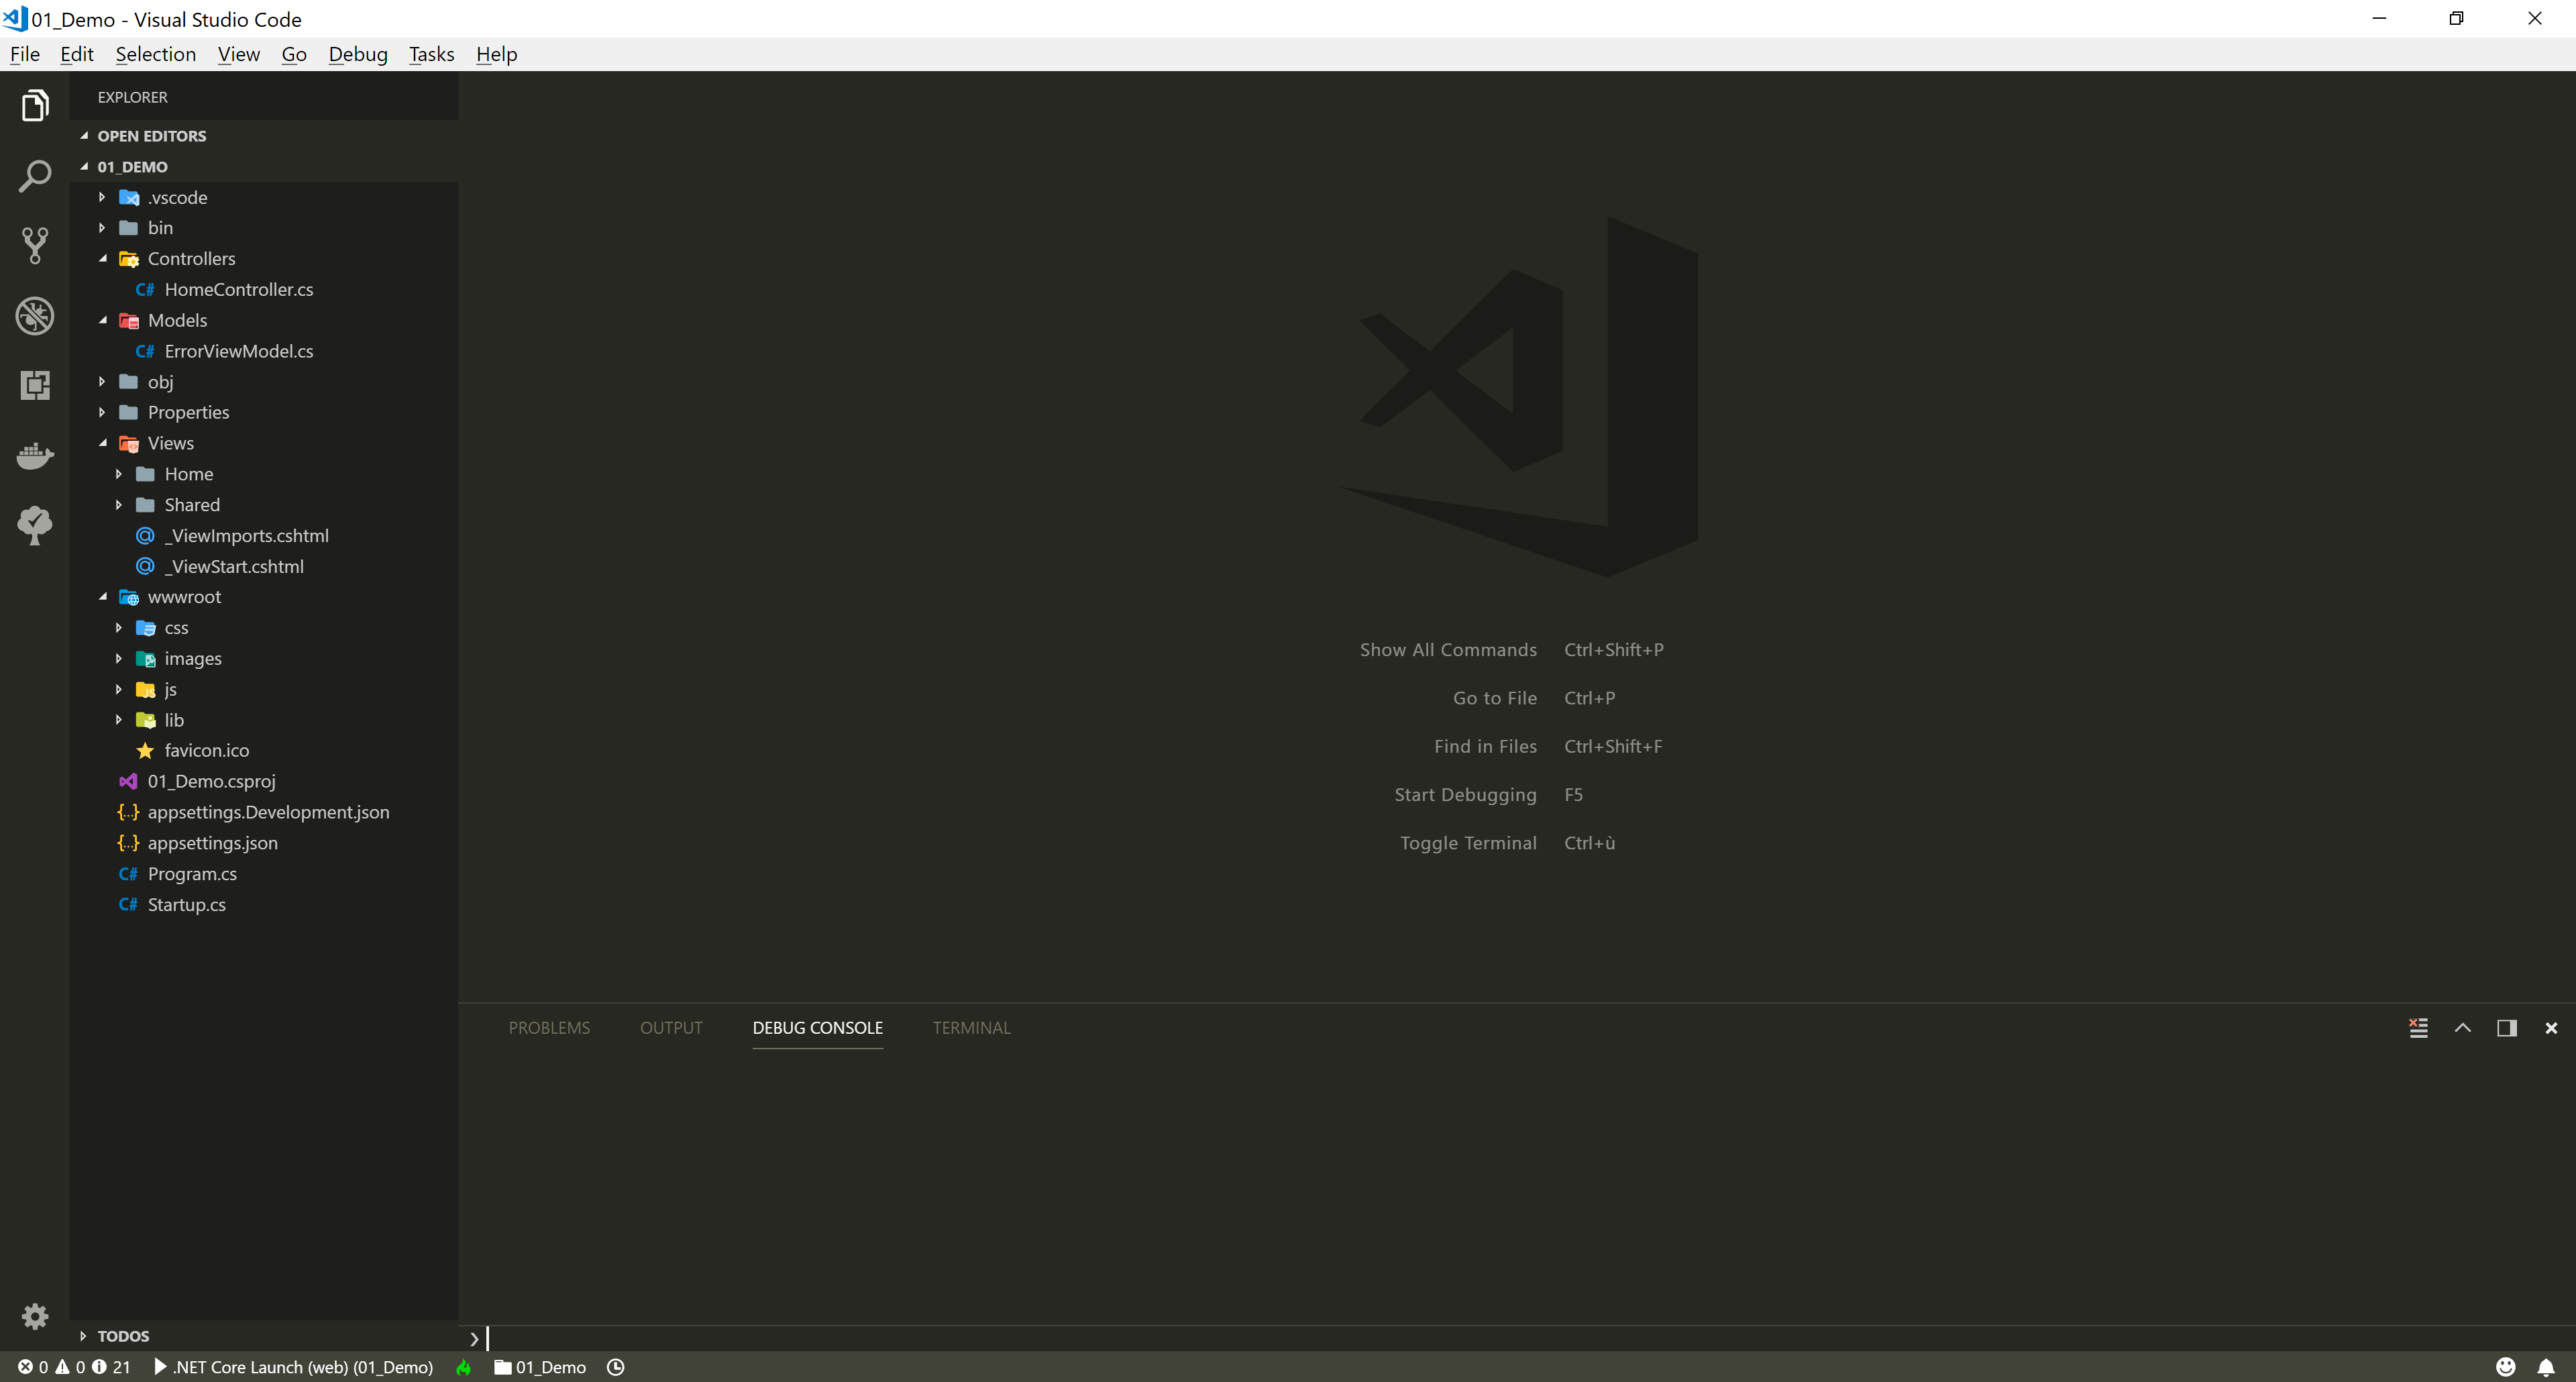 01_Demo - Visual Studio Code
File Edit Selection View Go Debug Tasks Help
EXPLORER
OPEN EDITORS
01_DEMO
.vscode
bin
Controllers
C# HomeController.cs
Models
C# ErrorViewModel.cs
obj
Properties
Views
Home
Shared
@ _ViewImports.cshtml
@ _ViewStart.cshtml
wwwroot
css
images
JS js
lib
favicon.ico
01_Demo.csproj
{..} appsettings.Development.json
{..} appsettings.json
C# Program.cs
C# Startup.cs
TODOS
Show All Commands Ctrl+Shift+P
Go to File Ctrl+P
Find in Files Ctrl+Shift+F
Start Debugging F5
Toggle Terminal Ctrl+ù
PROBLEMS OUTPUT DEBUG CONSOLE TERMINAL
0 0 21 .NET Core Launch (web) (01_Demo) 01_Demo